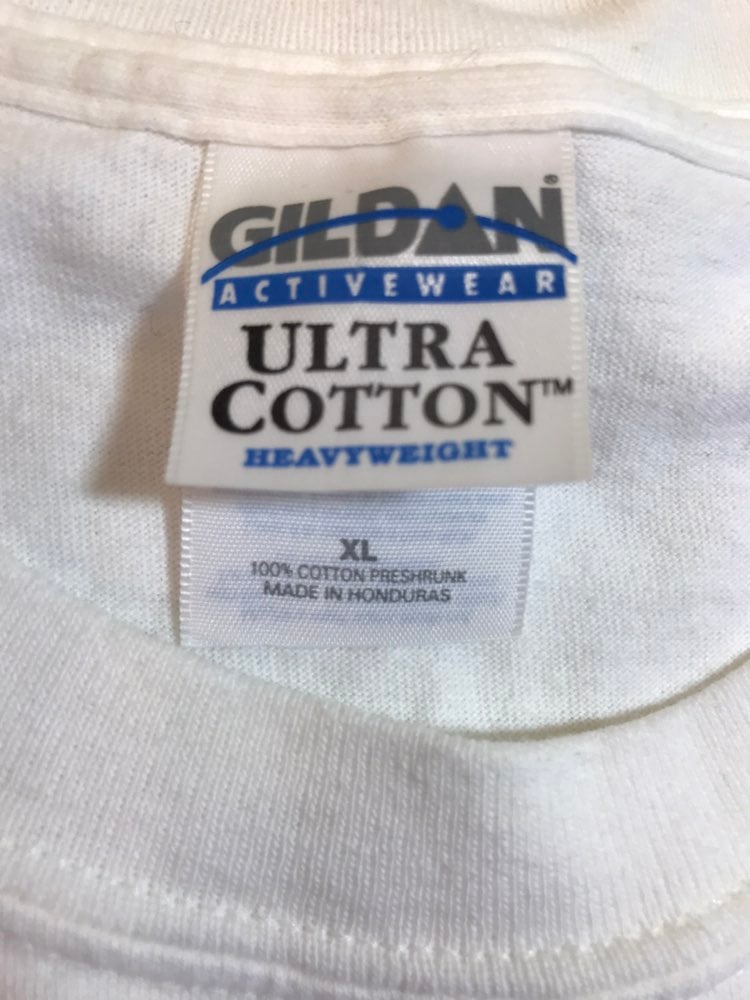 GILDAN®
ACTIVEWEAR
ULTRA
COTTON™
HEAVYWEIGHT
XL
100% COTTON PRESHRUNK
MADE IN HONDURAS